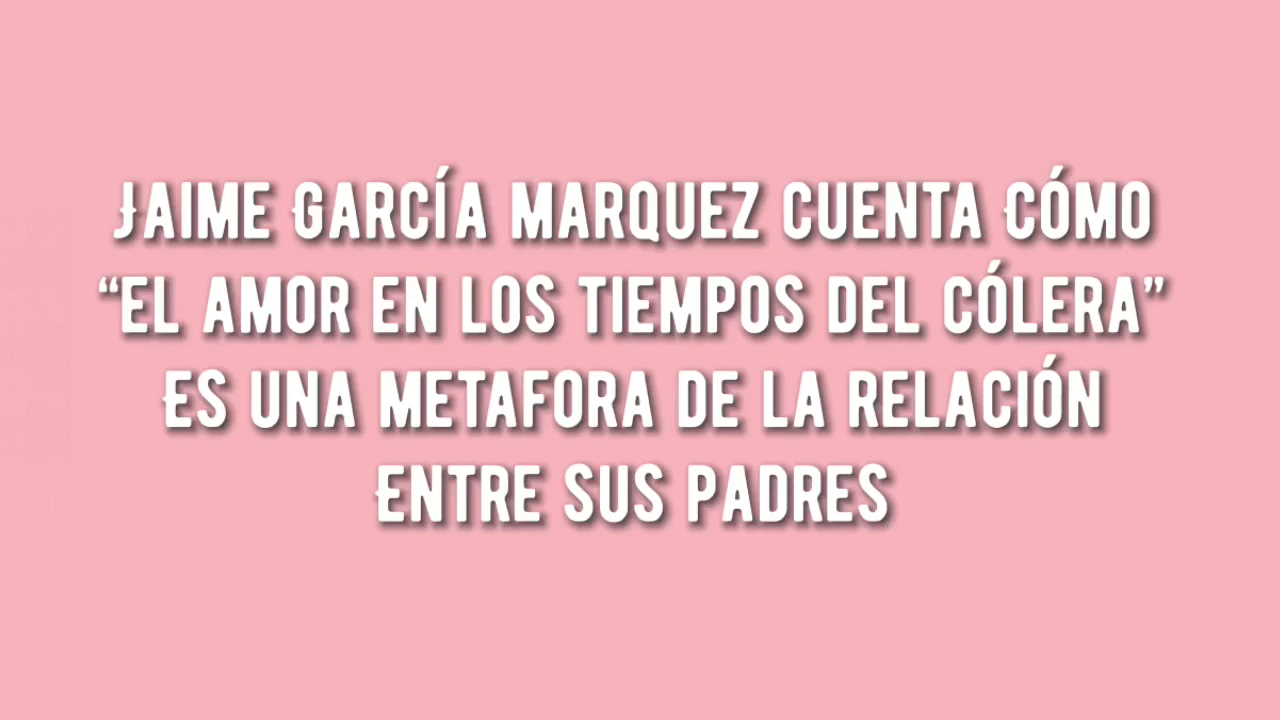 Jaime García Marquez cuenta Cómo
“El amor en los tiempos del cólera”
Es una metafora de la relación
Entre sus padres